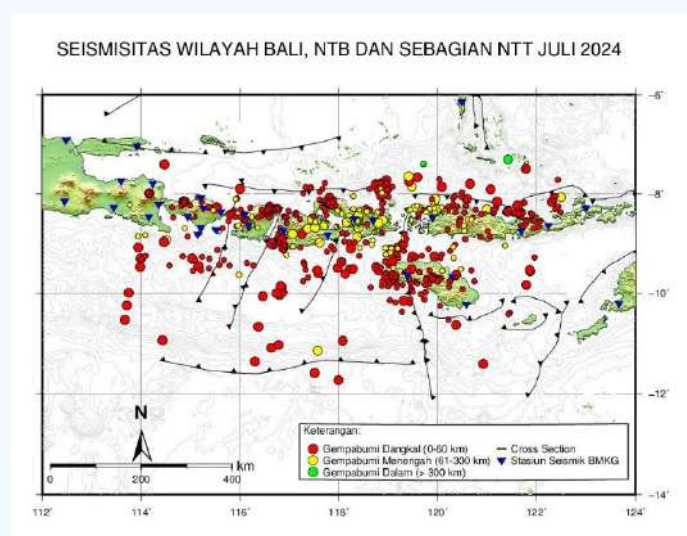 SEISMISITAS WILAYAH BALI, NTB DAN SEBAGIAN NTT JULI 2024
−6˚
−8˚
−10˚
−12˚
−14˚
N
km
0 200 400
Keterangan:
Gempabumi Dangkal (0-60 km)
Gempabumi Menengah (61-300 km)
Gempabumi Dalam (> 300 km)
Cross Section
Stasiun Seismik BMKG
112˚ 114˚ 116˚ 118˚ 120˚ 122˚ 124˚